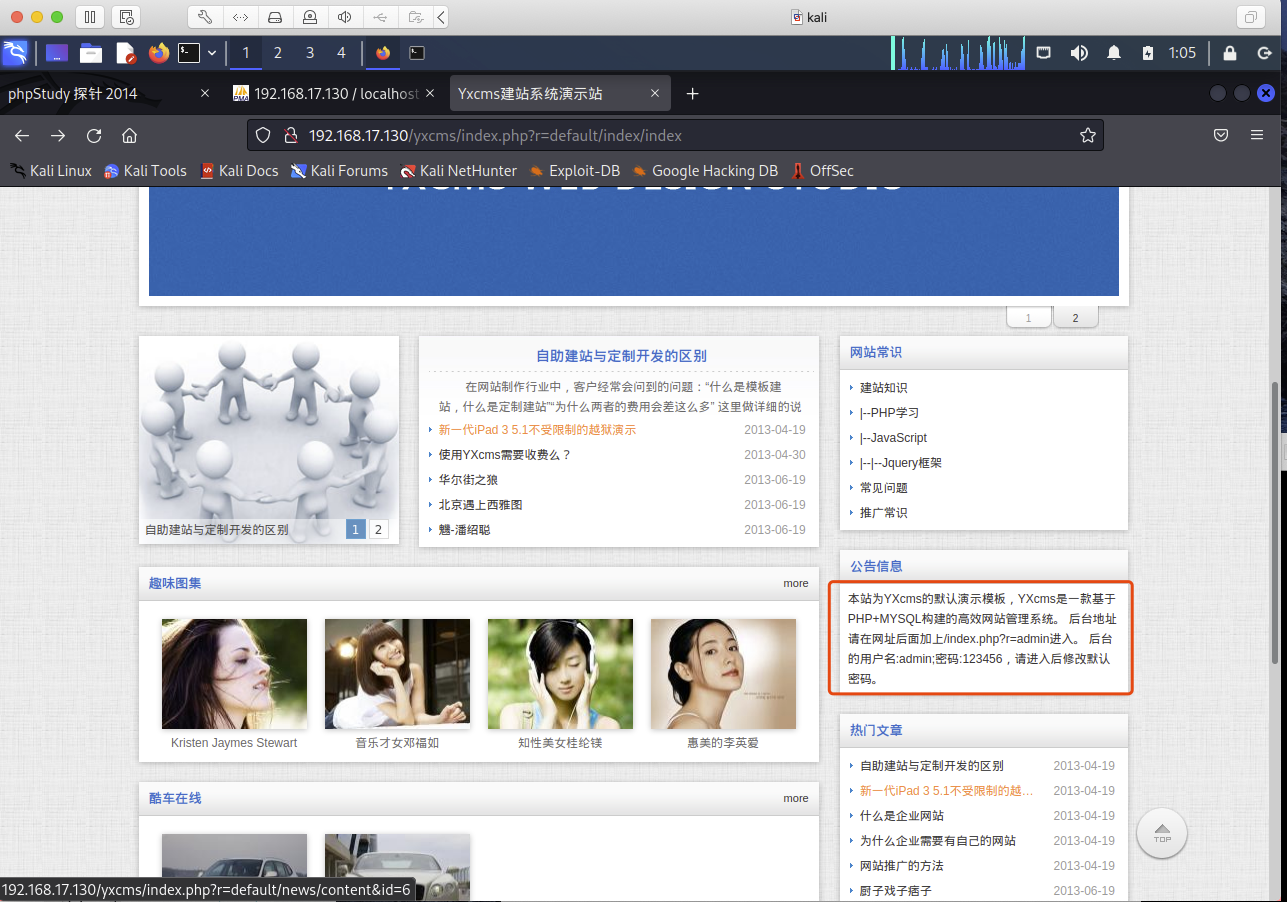 kali
1 2 3 4
1:05
phpStudy 探针 2014
192.168.17.130 / localhost
Yxcms建站系统演示站
192.168.17.130/yxcms/index.php?r=default/index/index
Kali Linux
Kali Tools
Kali Docs
Kali Forums
Kali NetHunter
Exploit-DB
Google Hacking DB
OffSec
YXCMS WEB DESIGN STUDIO
1 2
自助建站与定制开发的区别
1 2
自助建站与定制开发的区别
在网站制作行业中，客户经常会问到的问题：“什么是模板建
站，什么是定制建站”“为什么两者的费用会差这么多” 这里做详细的说
新一代iPad 3 5.1不受限制的越狱演示 2013-04-19
使用YXcms需要收费么？ 2013-04-30
华尔街之狼 2013-06-19
北京遇上西雅图 2013-06-19
魑-潘绍聪 2013-06-19
网站常识
建站知识
|--PHP学习
|--JavaScript
|--|--Jquery框架
常见问题
推广常识
公告信息
本站为YXcms的默认演示模板，YXcms是一款基于
PHP+MYSQL构建的高效网站管理系统。 后台地址
请在网址后面加上/index.php?r=admin进入。 后台
的用户名:admin;密码:123456，请进入后修改默认
密码。
趣味图集 more
Kristen Jaymes Stewart
音乐才女邓福如
知性美女桂纶镁
惠美的李英爱
酷车在线 more
热门文章
自助建站与定制开发的区别 2013-04-19
新一代iPad 3 5.1不受限制的越… 2013-04-19
什么是企业网站 2013-04-19
为什么企业需要有自己的网站 2013-04-19
网站推广的方法 2013-04-19
厨子戏子痞子 2013-06-19
TOP
192.168.17.130/yxcms/index.php?r=default/news/content&id=6